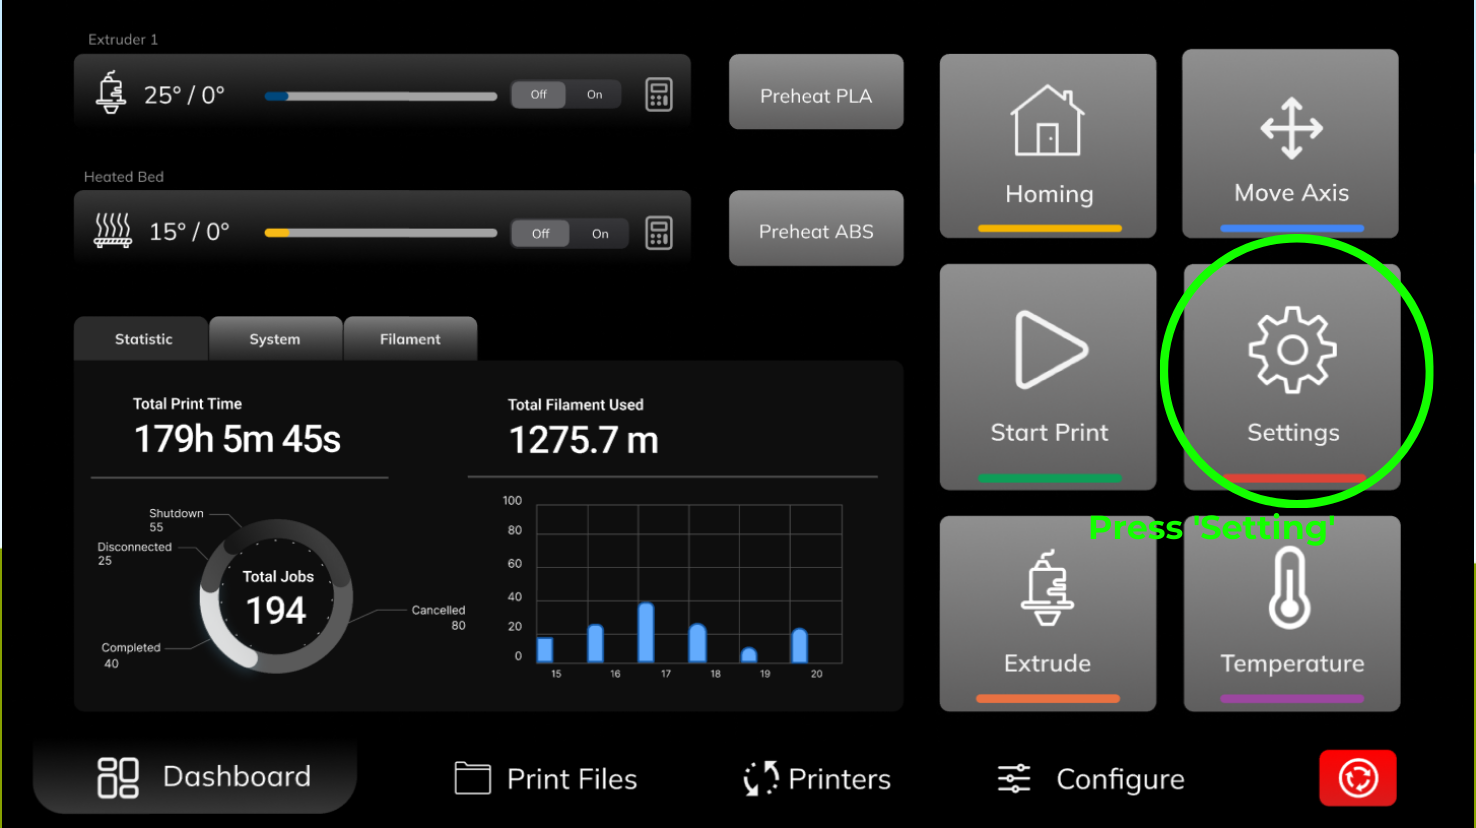 Extruder 1
25° / 0°
Off
On
Preheat PLA
Heated Bed
15° / 0°
Off
On
Preheat ABS
Homing
Move Axis
Start Print
Settings
Press 'Setting'
Extrude
Temperature
Statistic
System
Filament
Total Print Time
179h 5m 45s
Total Filament Used
1275.7 m
Shutdown
55
Disconnected
25
Total Jobs
194
Cancelled
80
Completed
40
100
80
60
40
20
0
15
16
17
18
19
20
Dashboard
Print Files
Printers
Configure